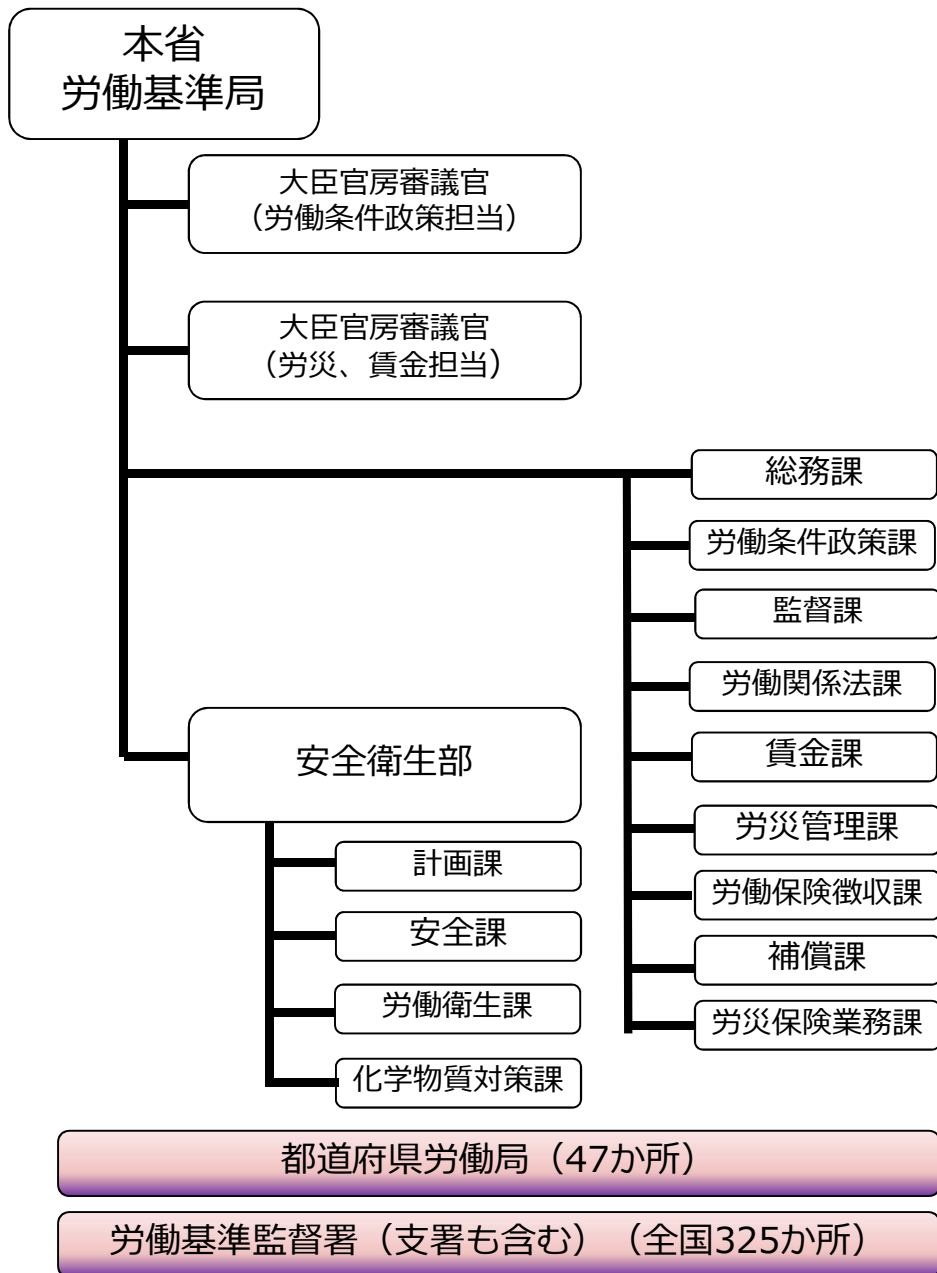 本省
労働基準局
大臣官房審議官
（労働条件政策担当）
大臣官房審議官
（労災、賃金担当）
総務課
労働条件政策課
監督課
労働関係法課
賃金課
労災管理課
労働保険徴収課
補償課
労災保険業務課
安全衛生部
計画課
安全課
労働衛生課
化学物質対策課
都道府県労働局（47か所）
労働基準監督署（支署も含む）（全国325か所）